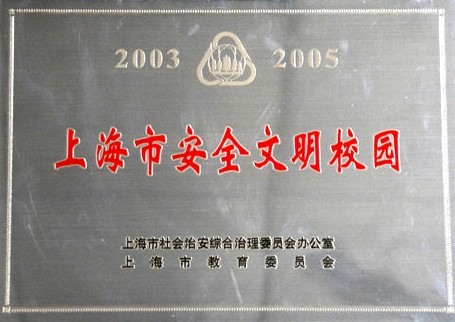 2003 2005
上海市安全文明校园
上海市社会治安综合治理委员会办公室
上海市教育委员会